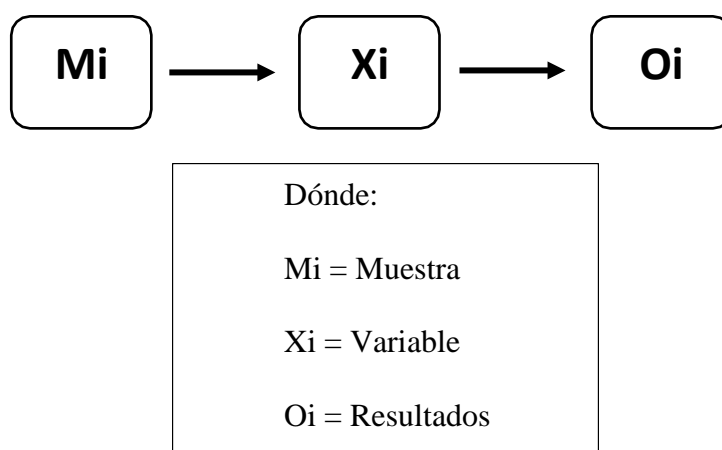 Mi Xi Oi
Dónde:
Mi = Muestra
Xi = Variable
Oi = Resultados